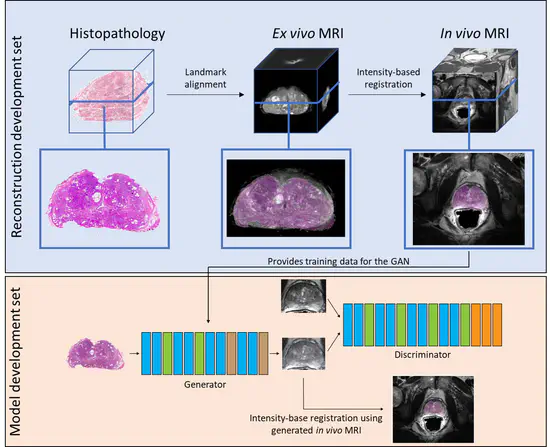 Reconstruction development set
Histopathology
Ex vivo MRI
In vivo MRI
Landmark
alignment
Intensity-based
registration
Provides training data for the GAN
Model development set
Generator
Discriminator
Intensity-base registration using
generated in vivo MRI